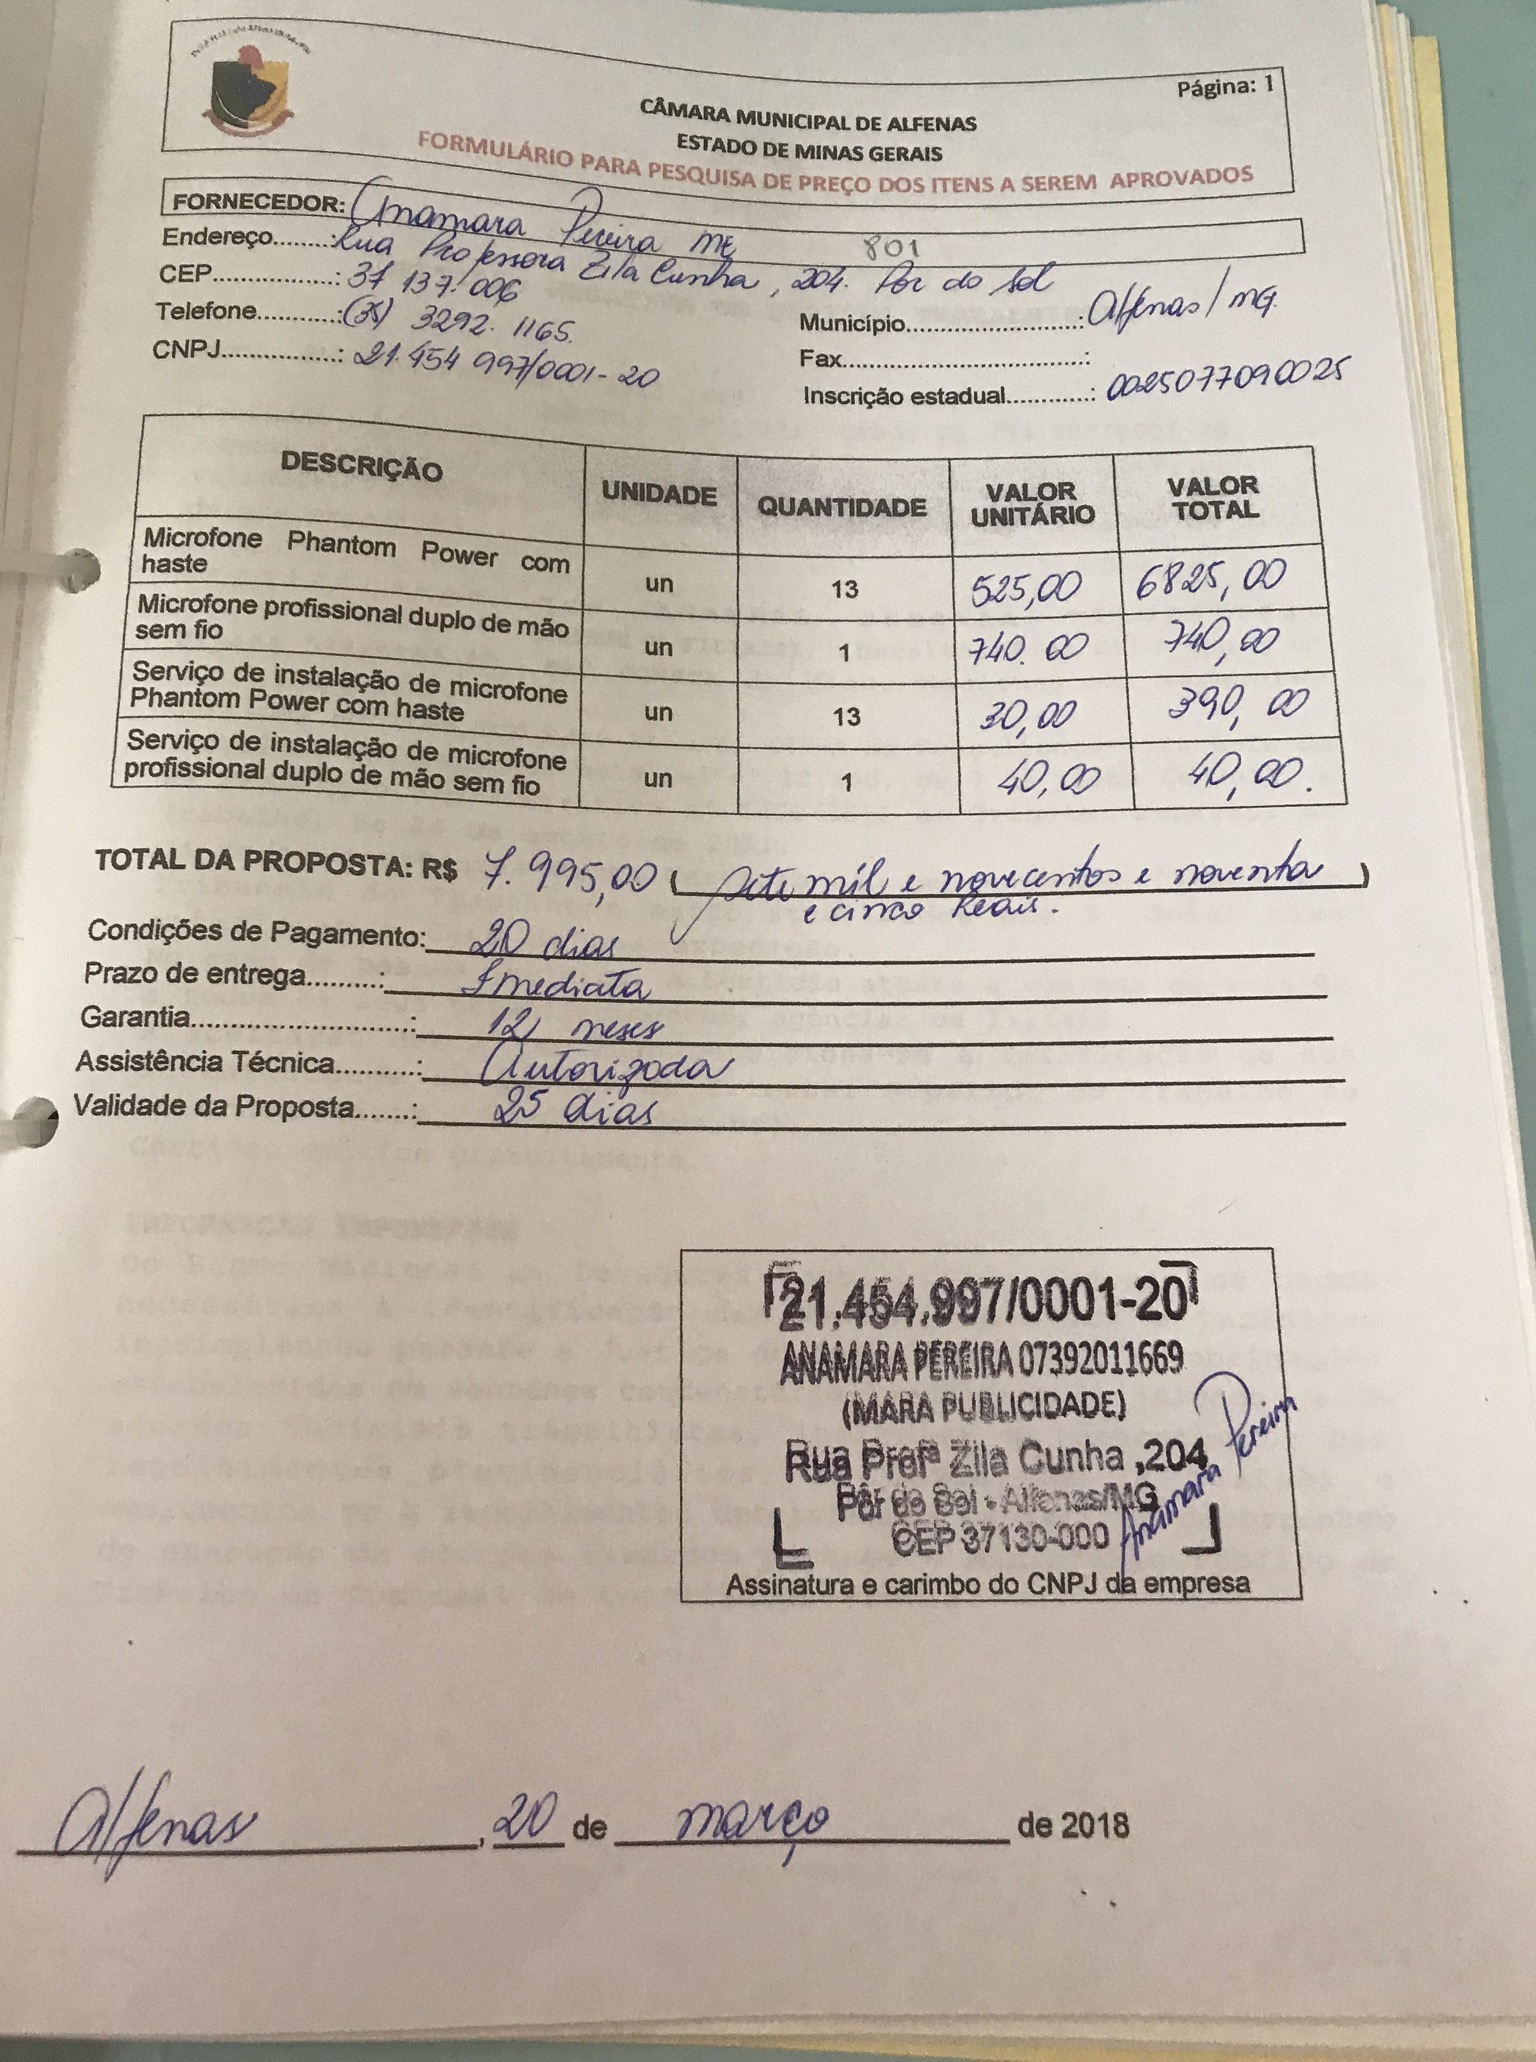 Página: 1
CÂMARA MUNICIPAL DE ALFENAS
ESTADO DE MINAS GERAIS
FORMULÁRIO PARA PESQUISA DE PREÇO DOS ITENS A SEREM APROVADOS
FORNECEDOR: Anamara Pereira ME
801
Endereço........: Rua Professora Zila Cunha, 204. Por do Sol
CEP................: 37 137.006
Telefone...........: (35) 3292.1165.
Município.........................: Alfenas/MG.
CNPJ...............: 21.454 997/0001-20
Fax...................................:
Inscrição estadual.............: 0025077090025
DESCRIÇÃO UNIDADE QUANTIDADE VALOR UNITÁRIO VALOR TOTAL
Microfone Phantom Power com
haste un 13 525,00 6825,00
Microfone profissional duplo de mão
sem fio un 1 740.00 740,00
Serviço de instalação de microfone
Phantom Power com haste un 13 30,00 390,00
Serviço de instalação de microfone
profissional duplo de mão sem fio un 1 40,00 40,00.
TOTAL DA PROPOSTA: R$ 7.995,00 ( sete mil e novecentos e noventa )
e cinco Reais.
Condições de Pagamento: 20 dias
Prazo de entrega.........: Imediata
Garantia............................: 12 meses
Assistência Técnica..........: Autorizada
Validade da Proposta.......: 25 dias
21.454.997/0001-20
ANAMARA PEREIRA 07392011669
(MARA PUBLICIDADE)
Rua Profª Zila Cunha ,204
Pôr do Sol - Alfenas/MG
CEP 37130-000
Anamara Pereira
Assinatura e carimbo do CNPJ da empresa
Alfenas, 20 de março de 2018